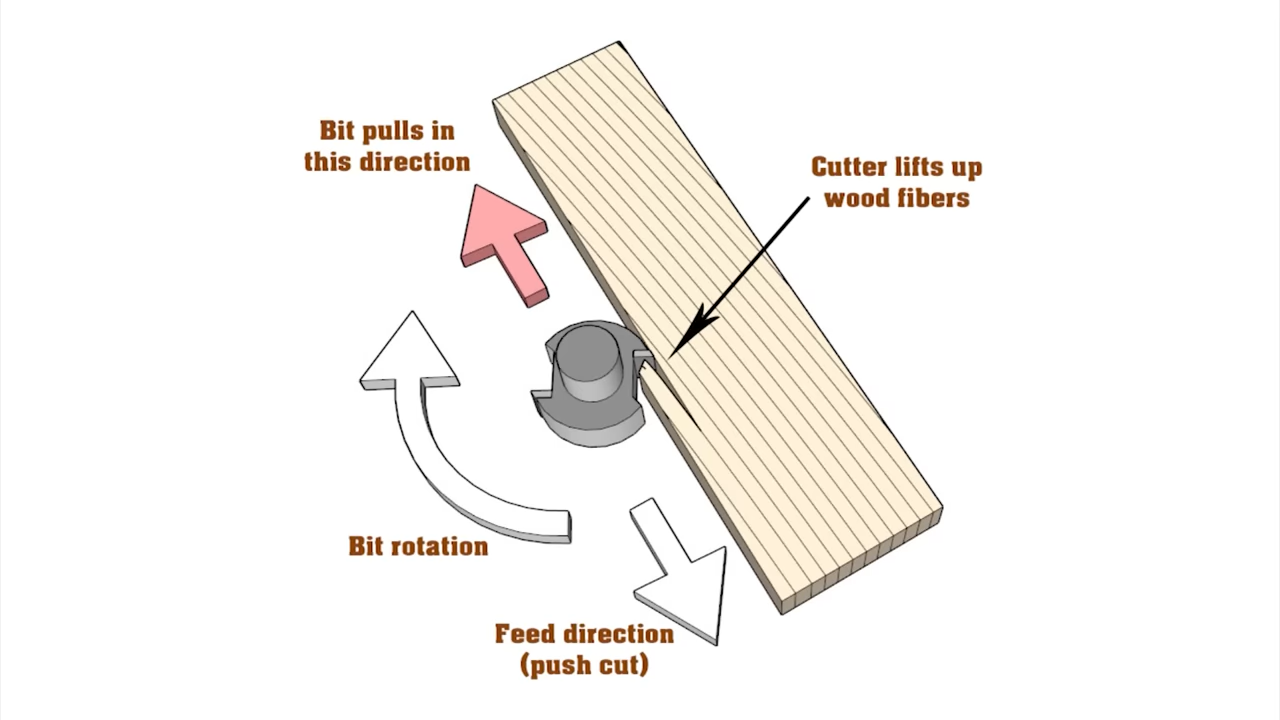 Bit pulls in
this direction
Cutter lifts up
wood fibers
Bit rotation
Feed direction
(push cut)